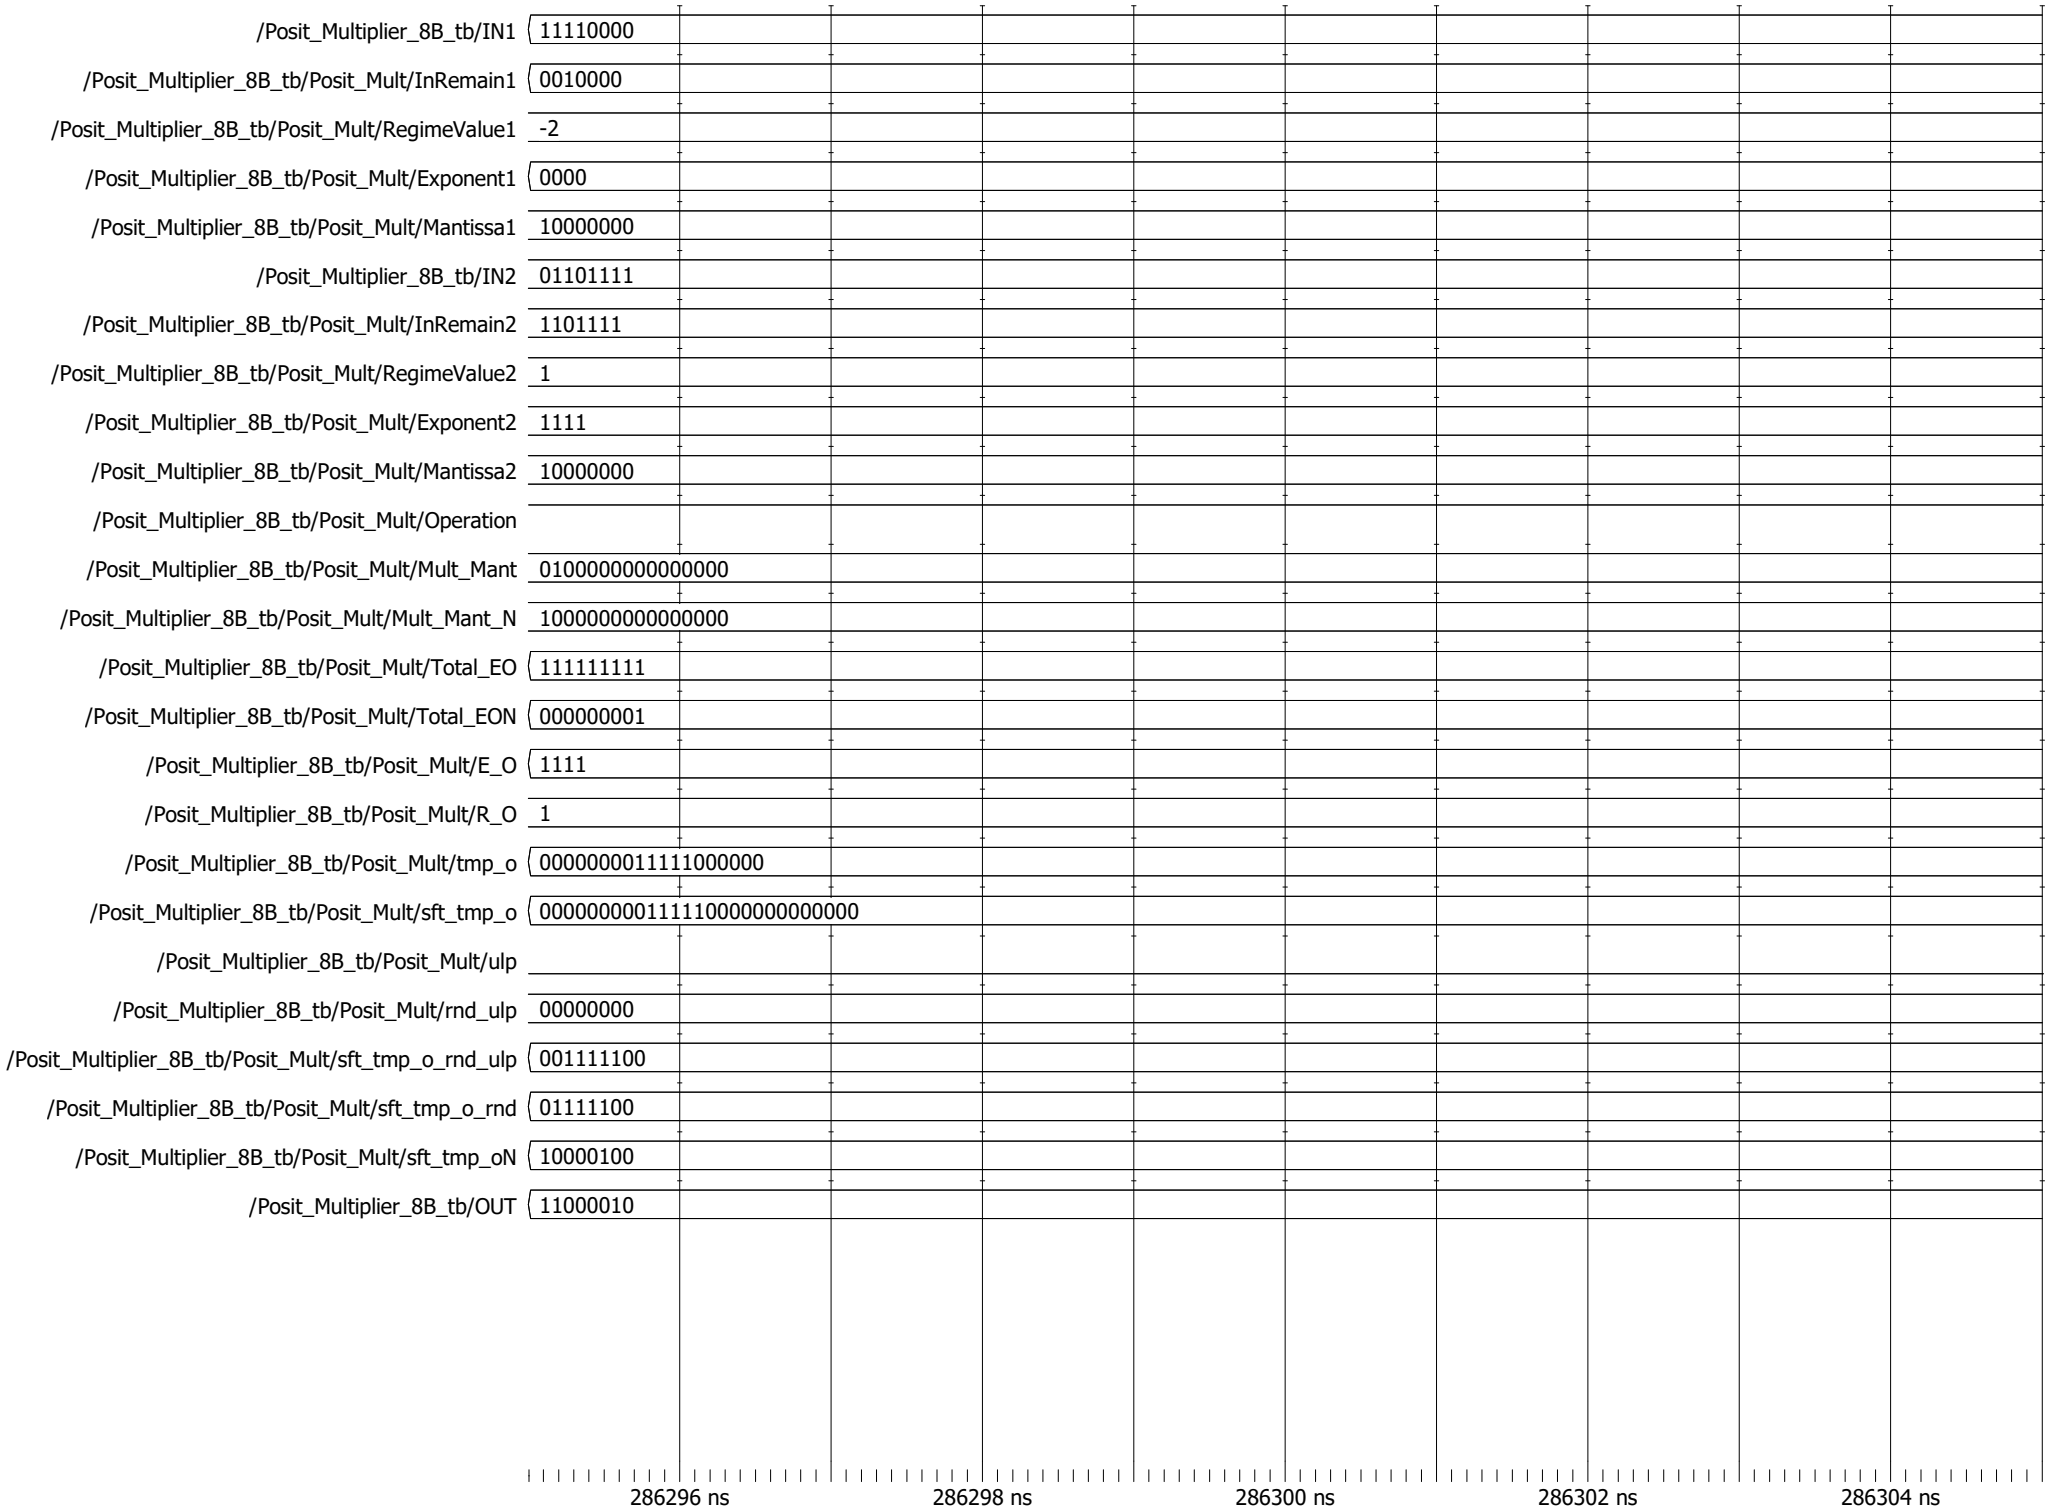 /Posit_Multiplier_8B_tb/IN1 11110000
/Posit_Multiplier_8B_tb/Posit_Mult/InRemain1 0010000
/Posit_Multiplier_8B_tb/Posit_Mult/RegimeValue1 -2
/Posit_Multiplier_8B_tb/Posit_Mult/Exponent1 0000
/Posit_Multiplier_8B_tb/Posit_Mult/Mantissa1 10000000
/Posit_Multiplier_8B_tb/IN2 01101111
/Posit_Multiplier_8B_tb/Posit_Mult/InRemain2 1101111
/Posit_Multiplier_8B_tb/Posit_Mult/RegimeValue2 1
/Posit_Multiplier_8B_tb/Posit_Mult/Exponent2 1111
/Posit_Multiplier_8B_tb/Posit_Mult/Mantissa2 10000000
/Posit_Multiplier_8B_tb/Posit_Mult/Operation
/Posit_Multiplier_8B_tb/Posit_Mult/Mult_Mant 0100000000000000
/Posit_Multiplier_8B_tb/Posit_Mult/Mult_Mant_N 1000000000000000
/Posit_Multiplier_8B_tb/Posit_Mult/Total_EO 111111111
/Posit_Multiplier_8B_tb/Posit_Mult/Total_EON 000000001
/Posit_Multiplier_8B_tb/Posit_Mult/E_O 1111
/Posit_Multiplier_8B_tb/Posit_Mult/R_O 1
/Posit_Multiplier_8B_tb/Posit_Mult/tmp_o 0000000011111000000
/Posit_Multiplier_8B_tb/Posit_Mult/sft_tmp_o 000000000111110000000000000
/Posit_Multiplier_8B_tb/Posit_Mult/ulp
/Posit_Multiplier_8B_tb/Posit_Mult/rnd_ulp 00000000
/Posit_Multiplier_8B_tb/Posit_Mult/sft_tmp_o_rnd_ulp 001111100
/Posit_Multiplier_8B_tb/Posit_Mult/sft_tmp_o_rnd 01111100
/Posit_Multiplier_8B_tb/Posit_Mult/sft_tmp_oN 10000100
/Posit_Multiplier_8B_tb/OUT 11000010
286296 ns 286298 ns 286300 ns 286302 ns 286304 ns